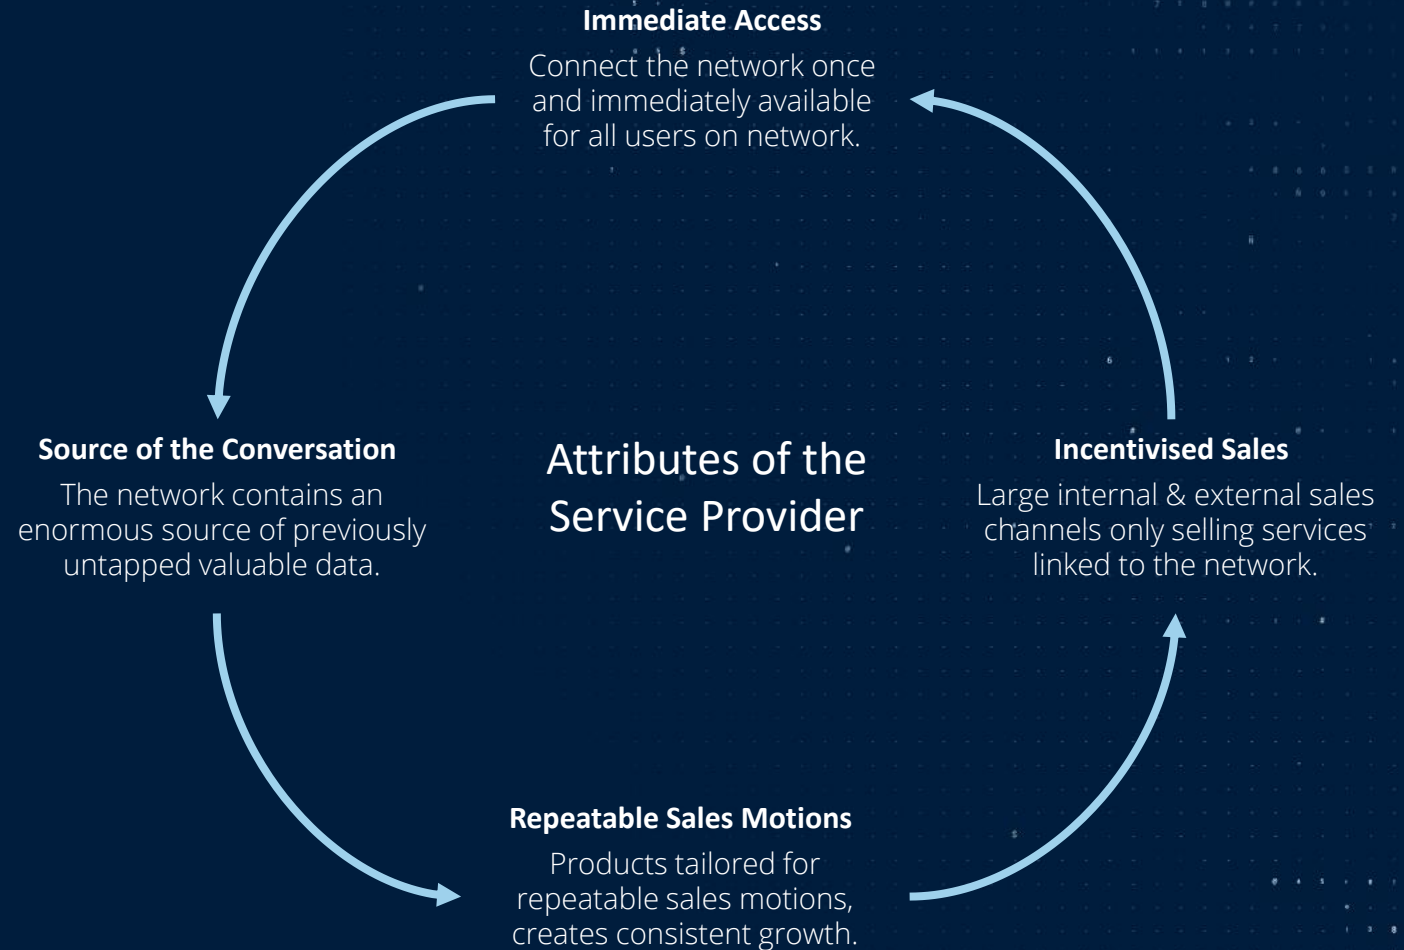 Immediate Access
Connect the network once
and immediately available
for all users on network.
Source of the Conversation
The network contains an
enormous source of previously
untapped valuable data.
Attributes of the
Service Provider
Incentivised Sales
Large internal & external sales
channels only selling services
linked to the network.
Repeatable Sales Motions
Products tailored for
repeatable sales motions,
creates consistent growth.